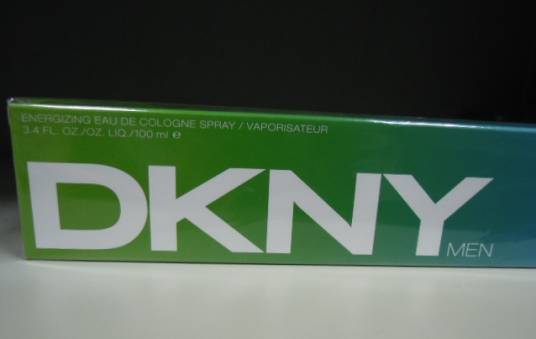 ENERGIZING EAU DE COLOGNE SPRAY / VAPORISATEUR
3.4 FL. OZ./OZ. LIQ./100 ml ℮
DKNY
MEN